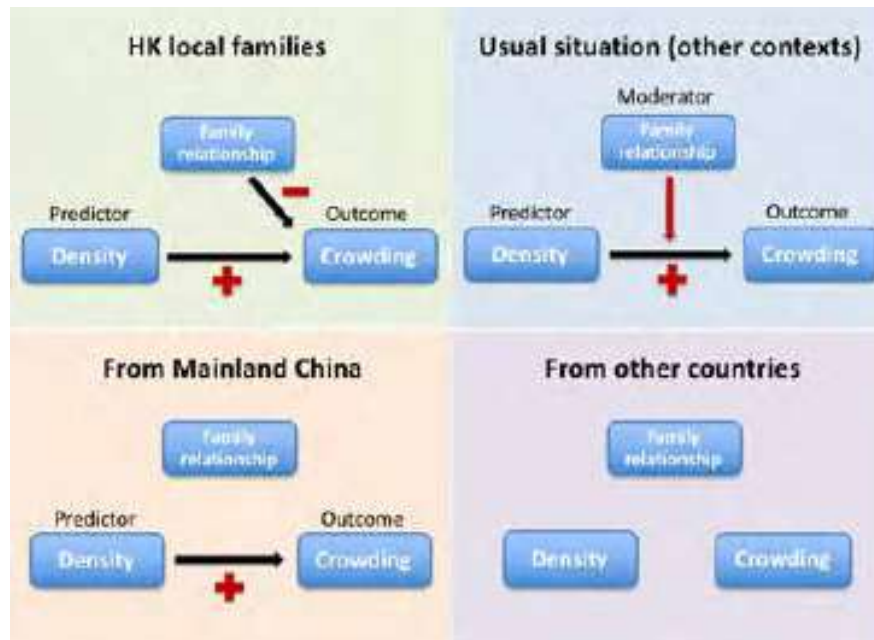 HK local families
Family
relationship
Predictor
Outcome
Density
Crowding
Usual situation (other contexts)
Moderator
Family
relationship
Predictor
Outcome
Density
Crowding
From Mainland China
Family
relationship
Predictor
Outcome
Density
Crowding
From other countries
Family
relationship
Density
Crowding